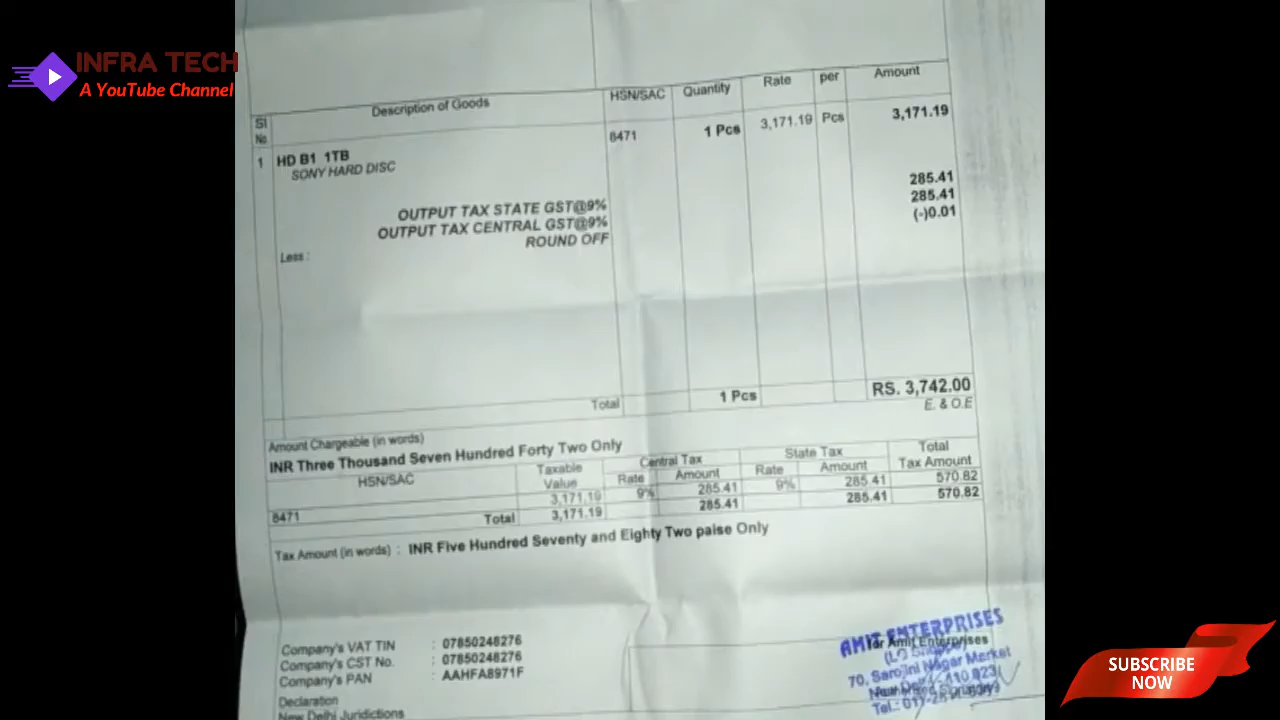 INFRA TECH
A YouTube Channel
Sl No Description of Goods HSN/SAC Quantity Rate per Amount
1 HD B1 1TB 8471 1 Pcs 3,171.19 Pcs 3,171.19
SONY HARD DISC
OUTPUT TAX STATE GST@9% 285.41
OUTPUT TAX CENTRAL GST@9% 285.41
Less : ROUND OFF (-)0.01
Total 1 Pcs RS. 3,742.00
E. & O.E
Amount Chargeable (in words)
INR Three Thousand Seven Hundred Forty Two Only
HSN/SAC Taxable Value Central Tax State Tax Total Tax Amount
Rate Amount Rate Amount
8471 3,171.19 9% 285.41 9% 285.41 570.82
Total 3,171.19 285.41 285.41 570.82
Tax Amount (in words) : INR Five Hundred Seventy and Eighty Two paise Only
Company's VAT TIN : 07850248276
Company's CST No. : 07850248276
Company's PAN : AAHFA8971F
Declaration
New Delhi Juridictions
AMIT ENTERPRISES
for Amit Enterprises
70, Sarojini Nagar Market
SUBSCRIBE
NOW